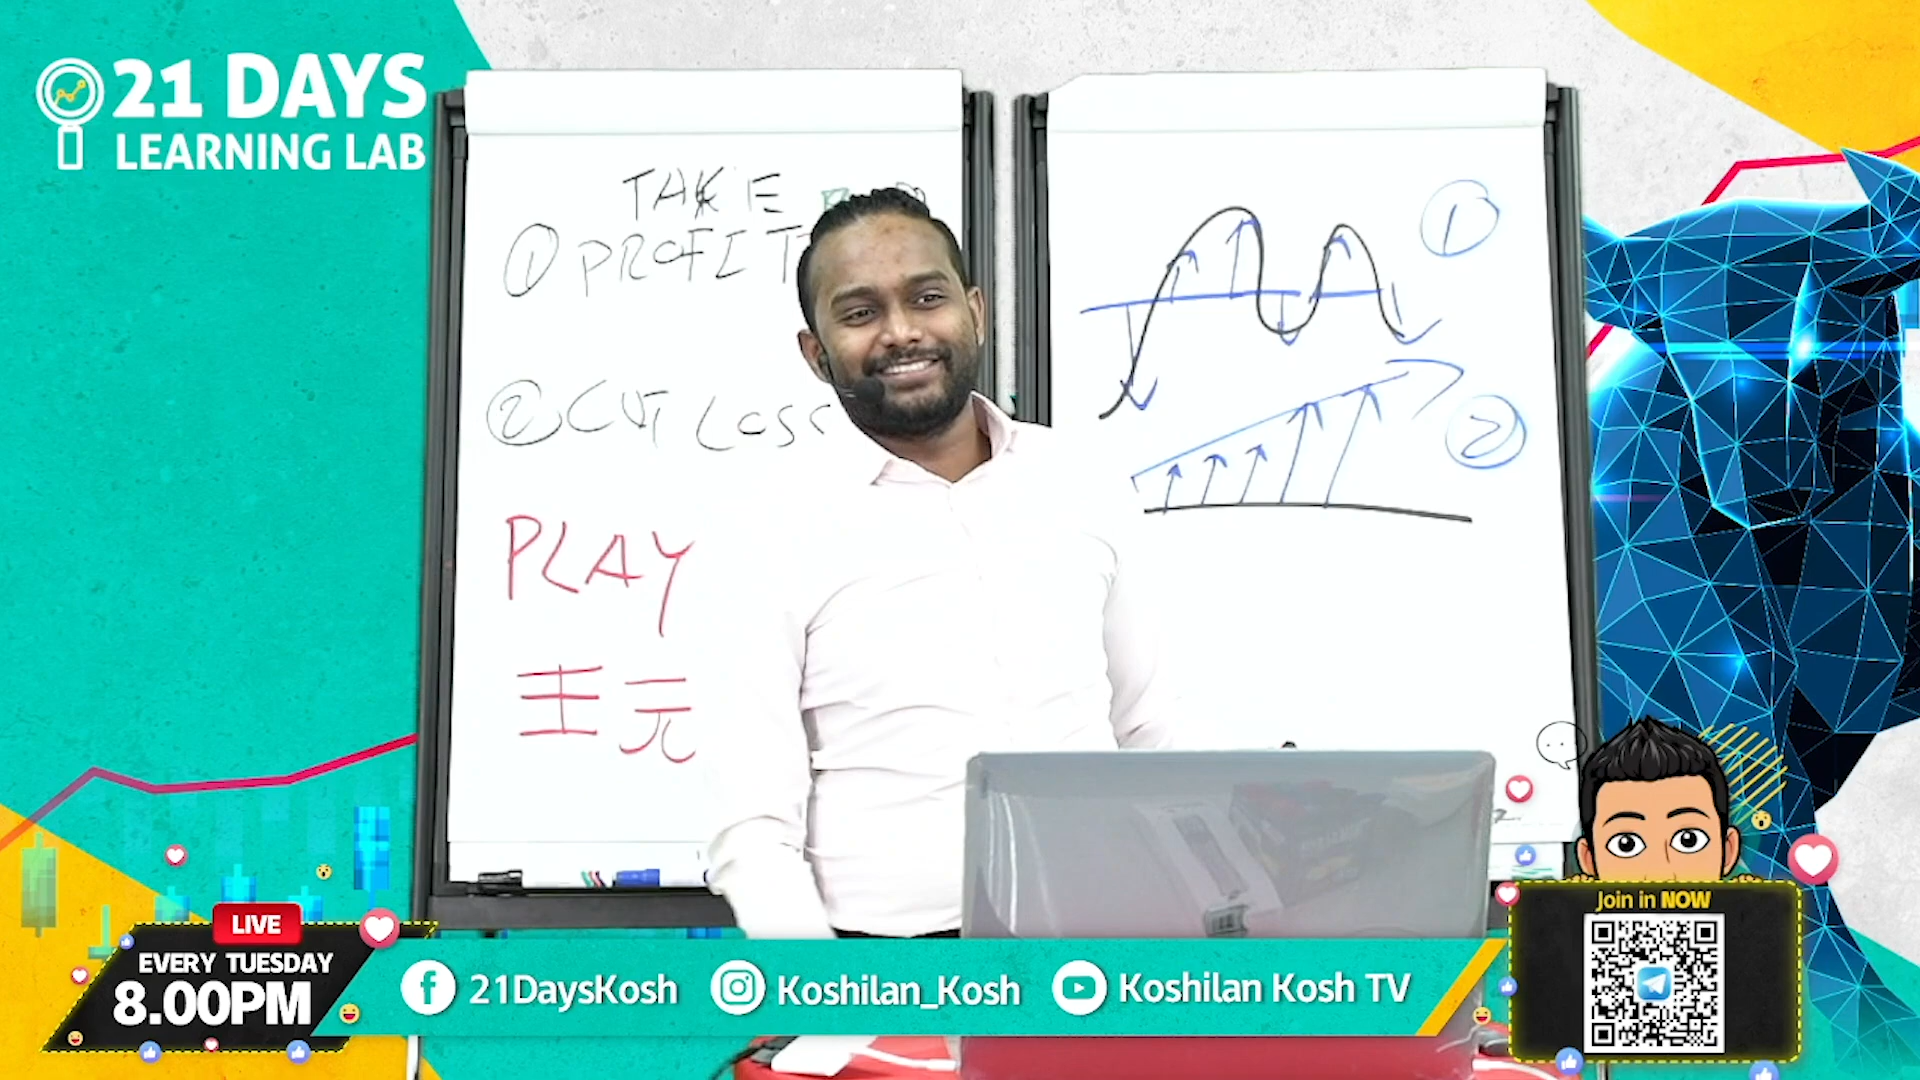 21 DAYS
LEARNING LAB
TAKE
① PROFIT
② CUT LOSS
PLAY
主元
①
②
LIVE
EVERY TUESDAY
8.00PM
21DaysKosh
Koshilan_Kosh
Koshilan Kosh TV
Join in NOW